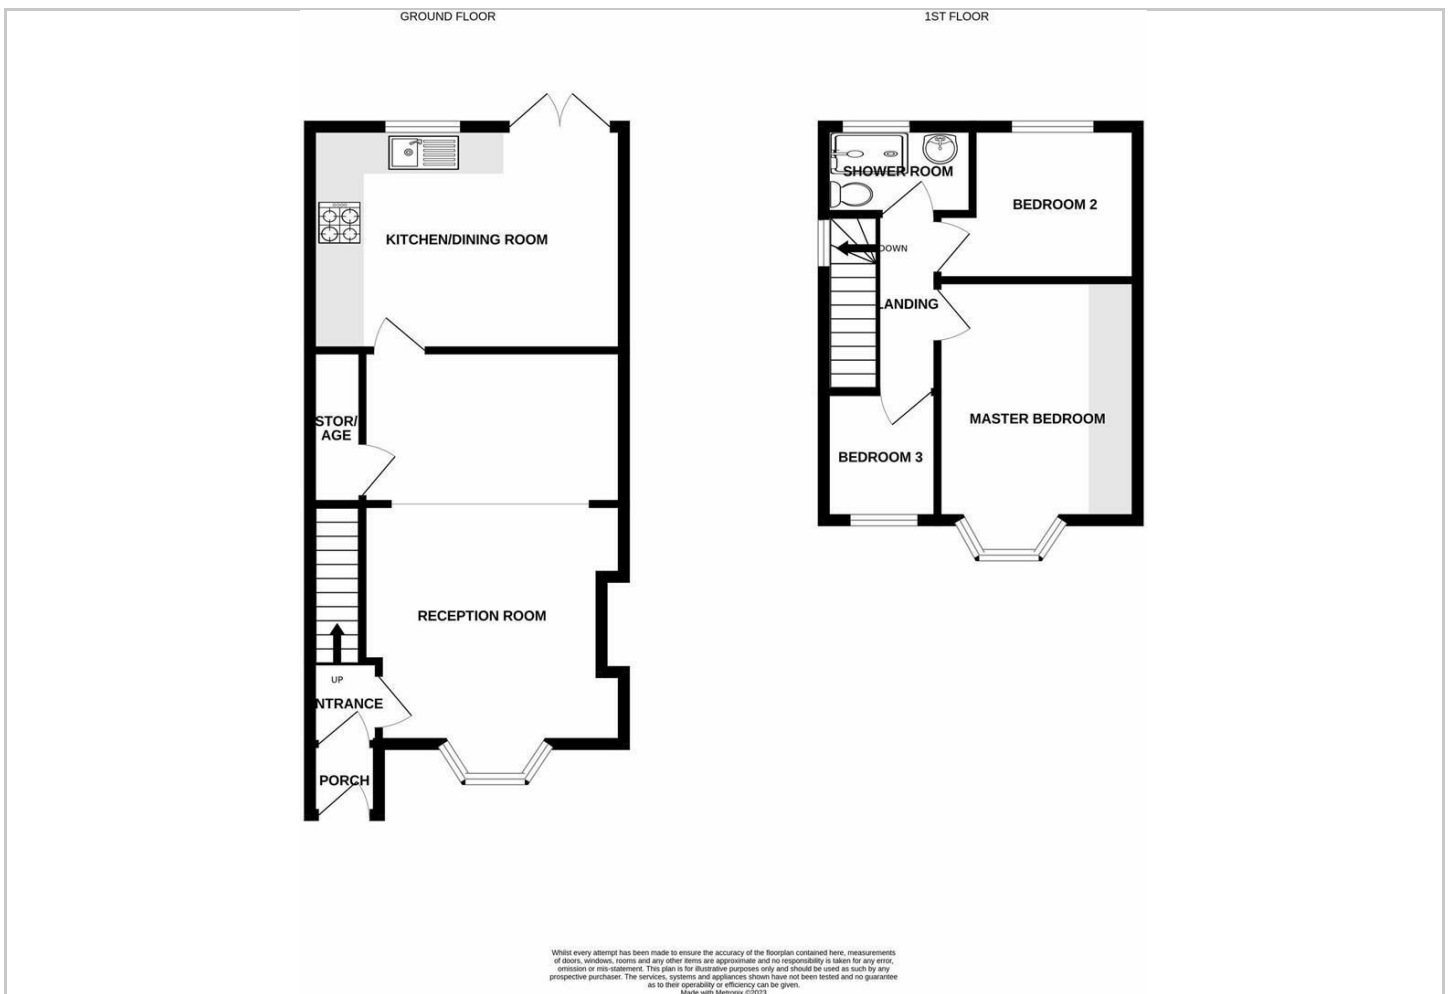 GROUND FLOOR
1ST FLOOR
KITCHEN/DINING ROOM
STOR/
AGE
RECEPTION ROOM
UP
NTRANCE
PORCH
SHOWER ROOM
BEDROOM 2
DOWN
LANDING
MASTER BEDROOM
BEDROOM 3
Whilst every attempt has been made to ensure the accuracy of the floorplan contained here, measurements
of doors, windows, rooms and any other items are approximate and no responsibility is taken for any error,
omission or mis-statement. This plan is for illustrative purposes only and should be used as such by any
prospective purchaser. The services, systems and appliances shown have not been tested and no guarantee
as to their operability or efficiency can be given.
Made with Metropix ©2023